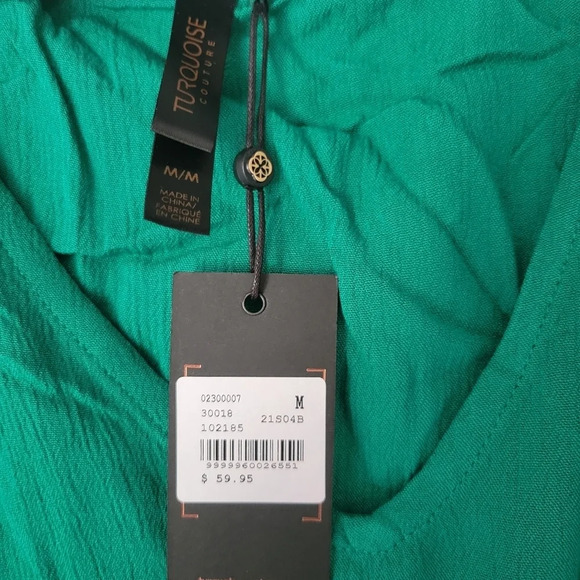 TURQUOISE
COUTURE
M/M
MADE IN
CHINA/
FABRIQUÉ
EN CHINE
02300007
30018 M
102185 21S04B
9999960026551
$ 59.95